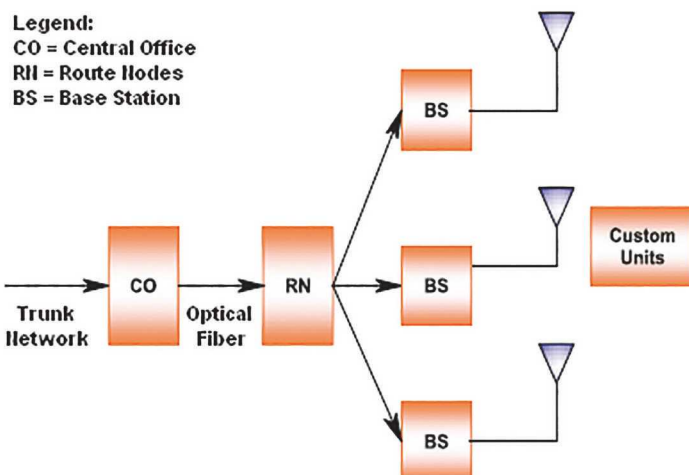 Legend:
CO = Central Office
RN = Route Nodes
BS = Base Station
BS
CO
RN
BS
Custom
Units
Trunk
Network
Optical
Fiber
BS